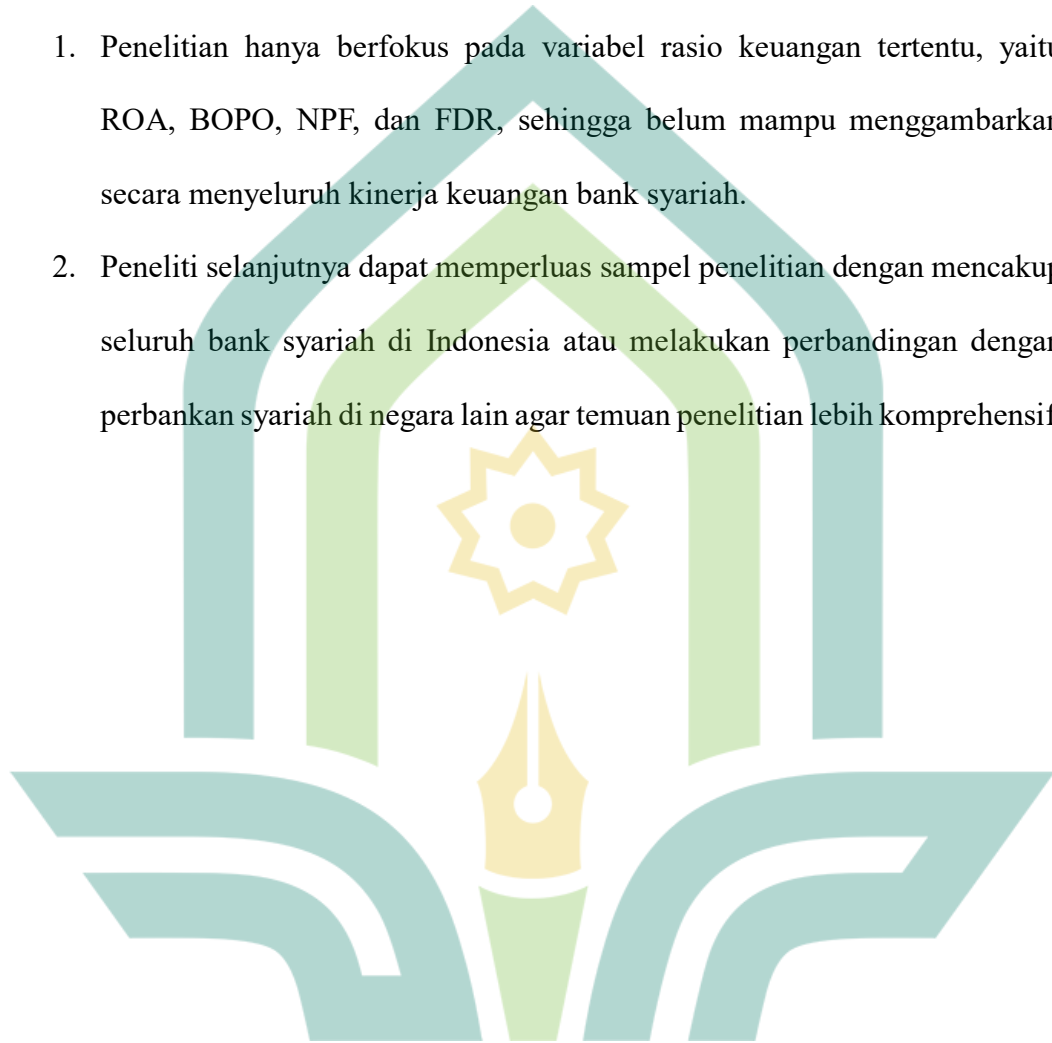 1. Penelitian hanya berfokus pada variabel rasio keuangan tertentu, yaitu
ROA, BOPO, NPF, dan FDR, sehingga belum mampu menggambarkan
secara menyeluruh kinerja keuangan bank syariah.
2. Peneliti selanjutnya dapat memperluas sampel penelitian dengan mencakup
seluruh bank syariah di Indonesia atau melakukan perbandingan dengan
perbankan syariah di negara lain agar temuan penelitian lebih komprehensif